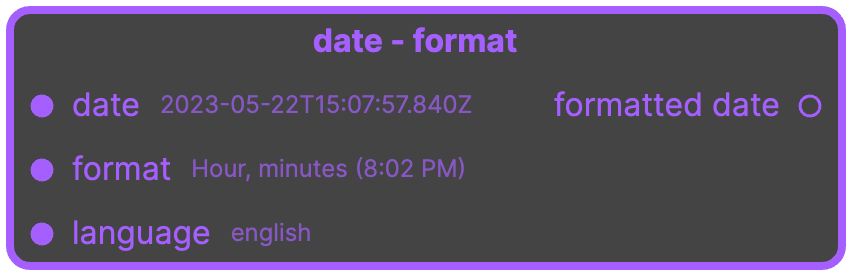 date - format
date 2023-05-22T15:07:57.840Z formatted date
format Hour, minutes (8:02 PM)
language english